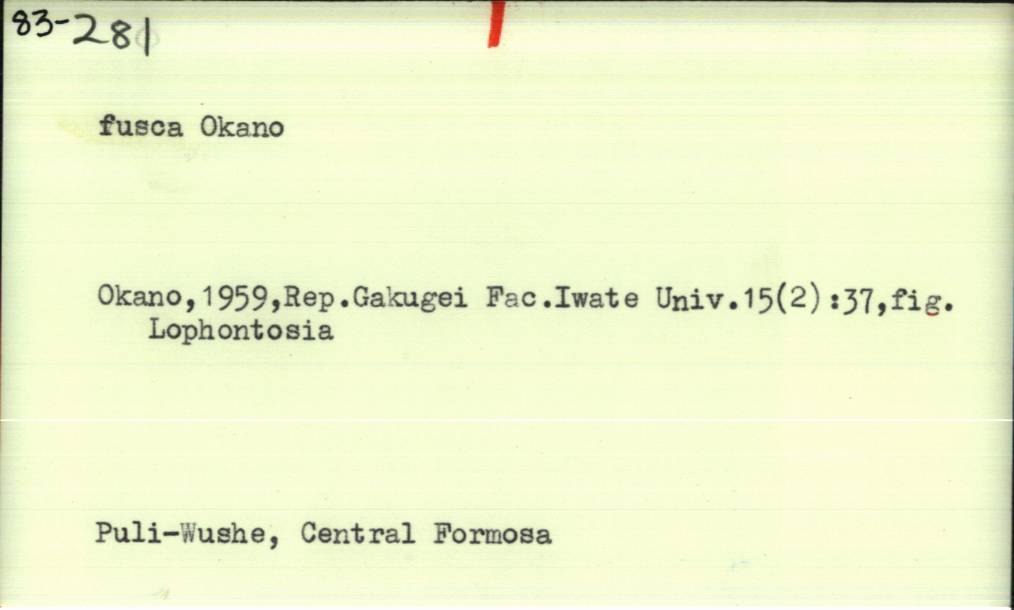 83-281
fusca Okano
Okano,1959,Rep.Gakugei Fac.Iwate Univ.15(2):37,fig.
Lophontosia
Puli-Wushe, Central Formosa